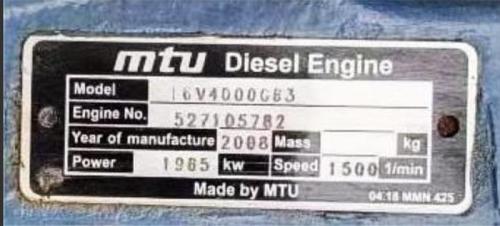 mtu Diesel Engine
Model 16V4000G83
Engine No. 527105782
Year of manufacture 2008 Mass kg
Power 1965 kw Speed 1500 1/min
Made by MTU 04.18 MMN 425